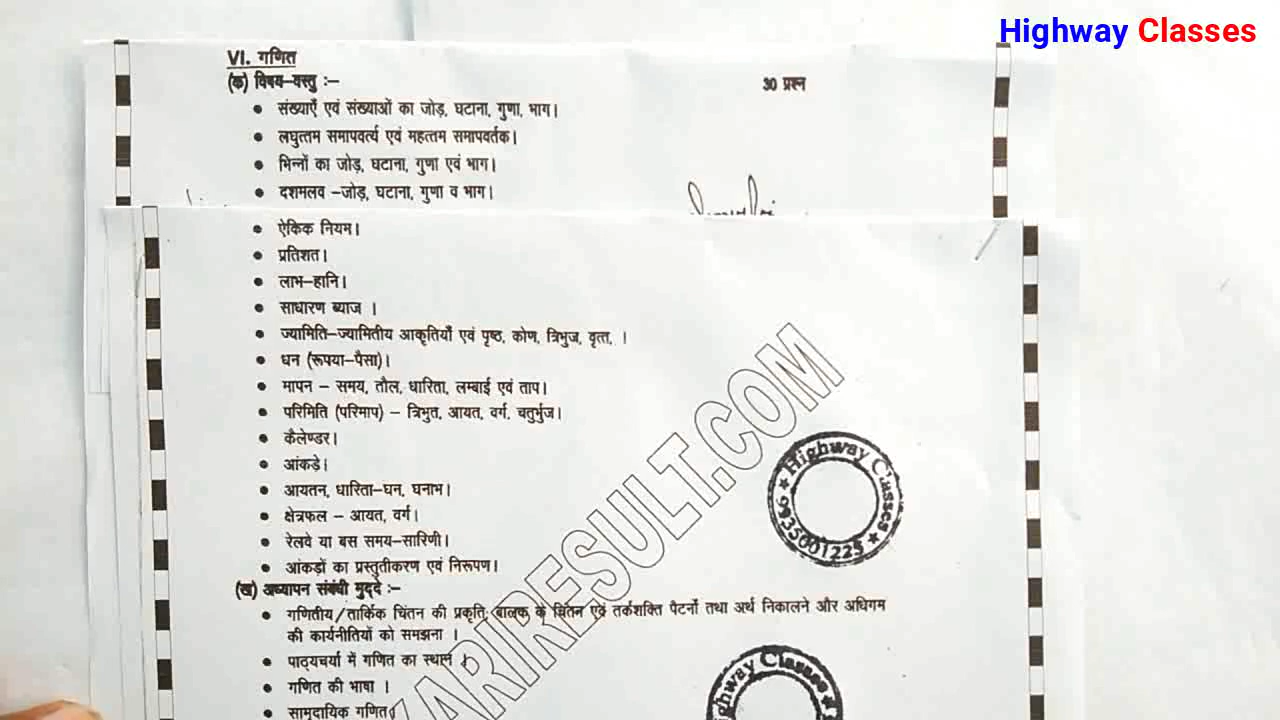 Highway Classes
VI. गणित
(क) विषय–वस्तु :–
30 प्रश्न
• संख्याएँ एवं संख्याओं का जोड़, घटाना, गुणा, भाग।
• लघुत्तम समापवर्त्य एवं महत्तम समापवर्तक।
• भिन्नों का जोड़, घटाना, गुणा एवं भाग।
• दशमलव –जोड़, घटाना, गुणा व भाग।
• ऐकिक नियम।
• प्रतिशत।
• लाभ–हानि।
• साधारण ब्याज ।
• ज्यामिति–ज्यामितीय आकृतियाँ एवं पृष्ठ, कोण, त्रिभुज, वृत्त, ।
• धन (रूपया–पैसा)।
• मापन – समय, तौल, धारिता, लम्बाई एवं ताप।
• परिमिति (परिमाप) – त्रिभुत, आयत, वर्ग, चतुर्भुज।
• कैलेण्डर।
• आंकड़े।
• आयतन, धारिता–घन, घनाभ।
• क्षेत्रफल – आयत, वर्ग।
• रेलवे या बस समय–सारिणी।
• आंकड़ों का प्रस्तुतीकरण एवं निरूपण।
(ख) अध्यापन संबंधी मुद्दे :–
• गणितीय/तार्किक चिंतन की प्रकृति; बालक के चिंतन एवं तर्कशक्ति पैटर्नों तथा अर्थ निकालने और अधिगम
की कार्यनीतियों को समझना ।
• पाठ्यचर्या में गणित का स्थान ।
• गणित की भाषा ।
• सामुदायिक गणित।
KARIRESULT.COM
Highway Classes
9935001225
Highway Classes